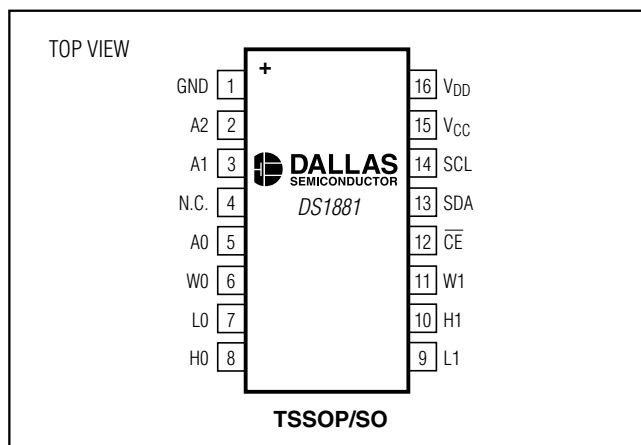 TOP VIEW
+
GND 1
A2 2
A1 3
N.C. 4
A0 5
W0 6
L0 7
H0 8
DALLAS
SEMICONDUCTOR
DS1881
16 VDD
15 VCC
14 SCL
13 SDA
12 C̅E̅
11 W1
10 H1
9 L1
TSSOP/SO